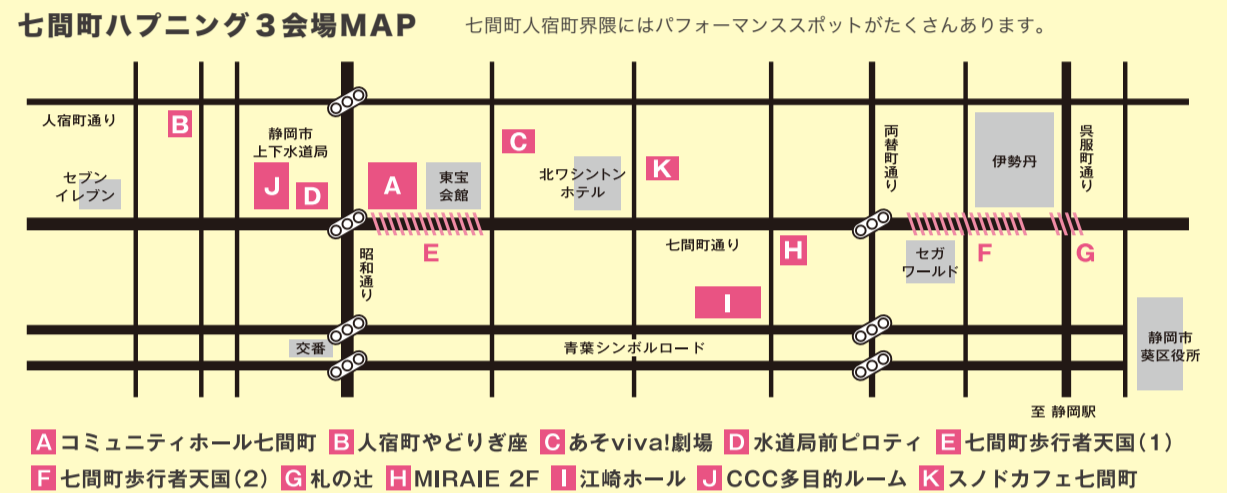 七間町ハプニング3会場MAP
七間町人宿町界隈にはパフォーマンススポットがたくさんあります。
人宿町通り
B
静岡市
上下水道局
セブン
イレブン
J
D
A
東宝
会館
C
北ワシントン
ホテル
K
両替町通り
伊勢丹
呉服町通り
E
昭和通り
七間町通り
H
セガ
ワールド
F
G
I
交番
青葉シンボルロード
静岡市
葵区役所
至 静岡駅
A コミュニティホール七間町 B 人宿町やどりぎ座 C あそviva!劇場 D 水道局前ピロティ E 七間町歩行者天国(1)
F 七間町歩行者天国(2) G 札の辻 H MIRAIE 2F I 江崎ホール J CCC多目的ルーム K スノドカフェ七間町